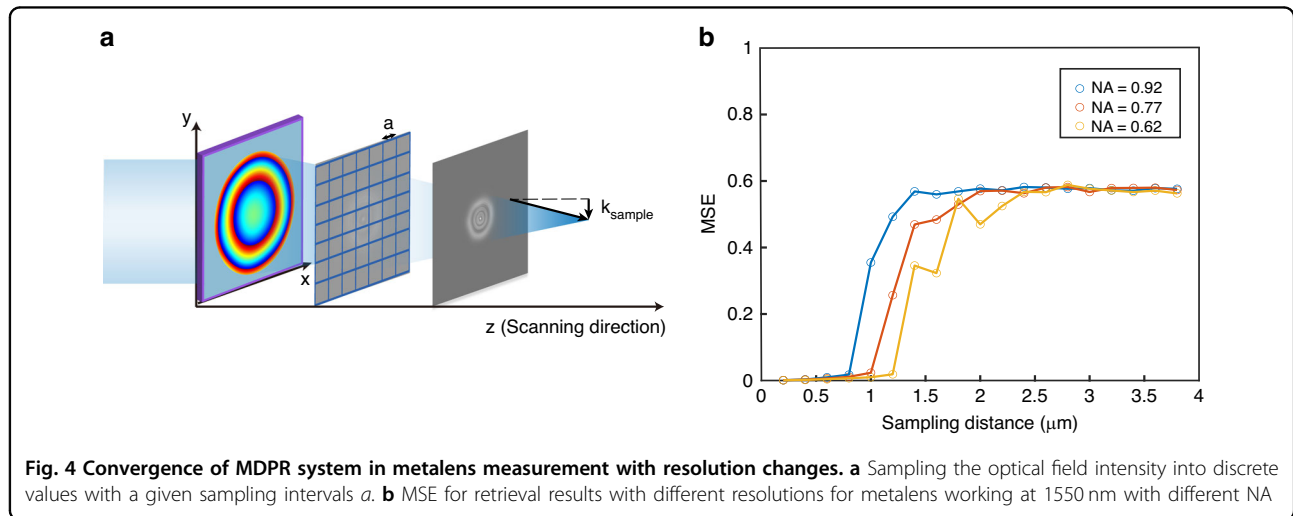 a
y
a
x
k_sample
z (Scanning direction)
b
1
0.8
0.6
0.4
0.2
0
MSE
NA = 0.92
NA = 0.77
NA = 0.62
0 0.5 1 1.5 2 2.5 3 3.5 4
Sampling distance (μm)
Fig. 4 Convergence of MDPR system in metalens measurement with resolution changes. a Sampling the optical field intensity into discrete
values with a given sampling intervals a. b MSE for retrieval results with different resolutions for metalens working at 1550 nm with different NA